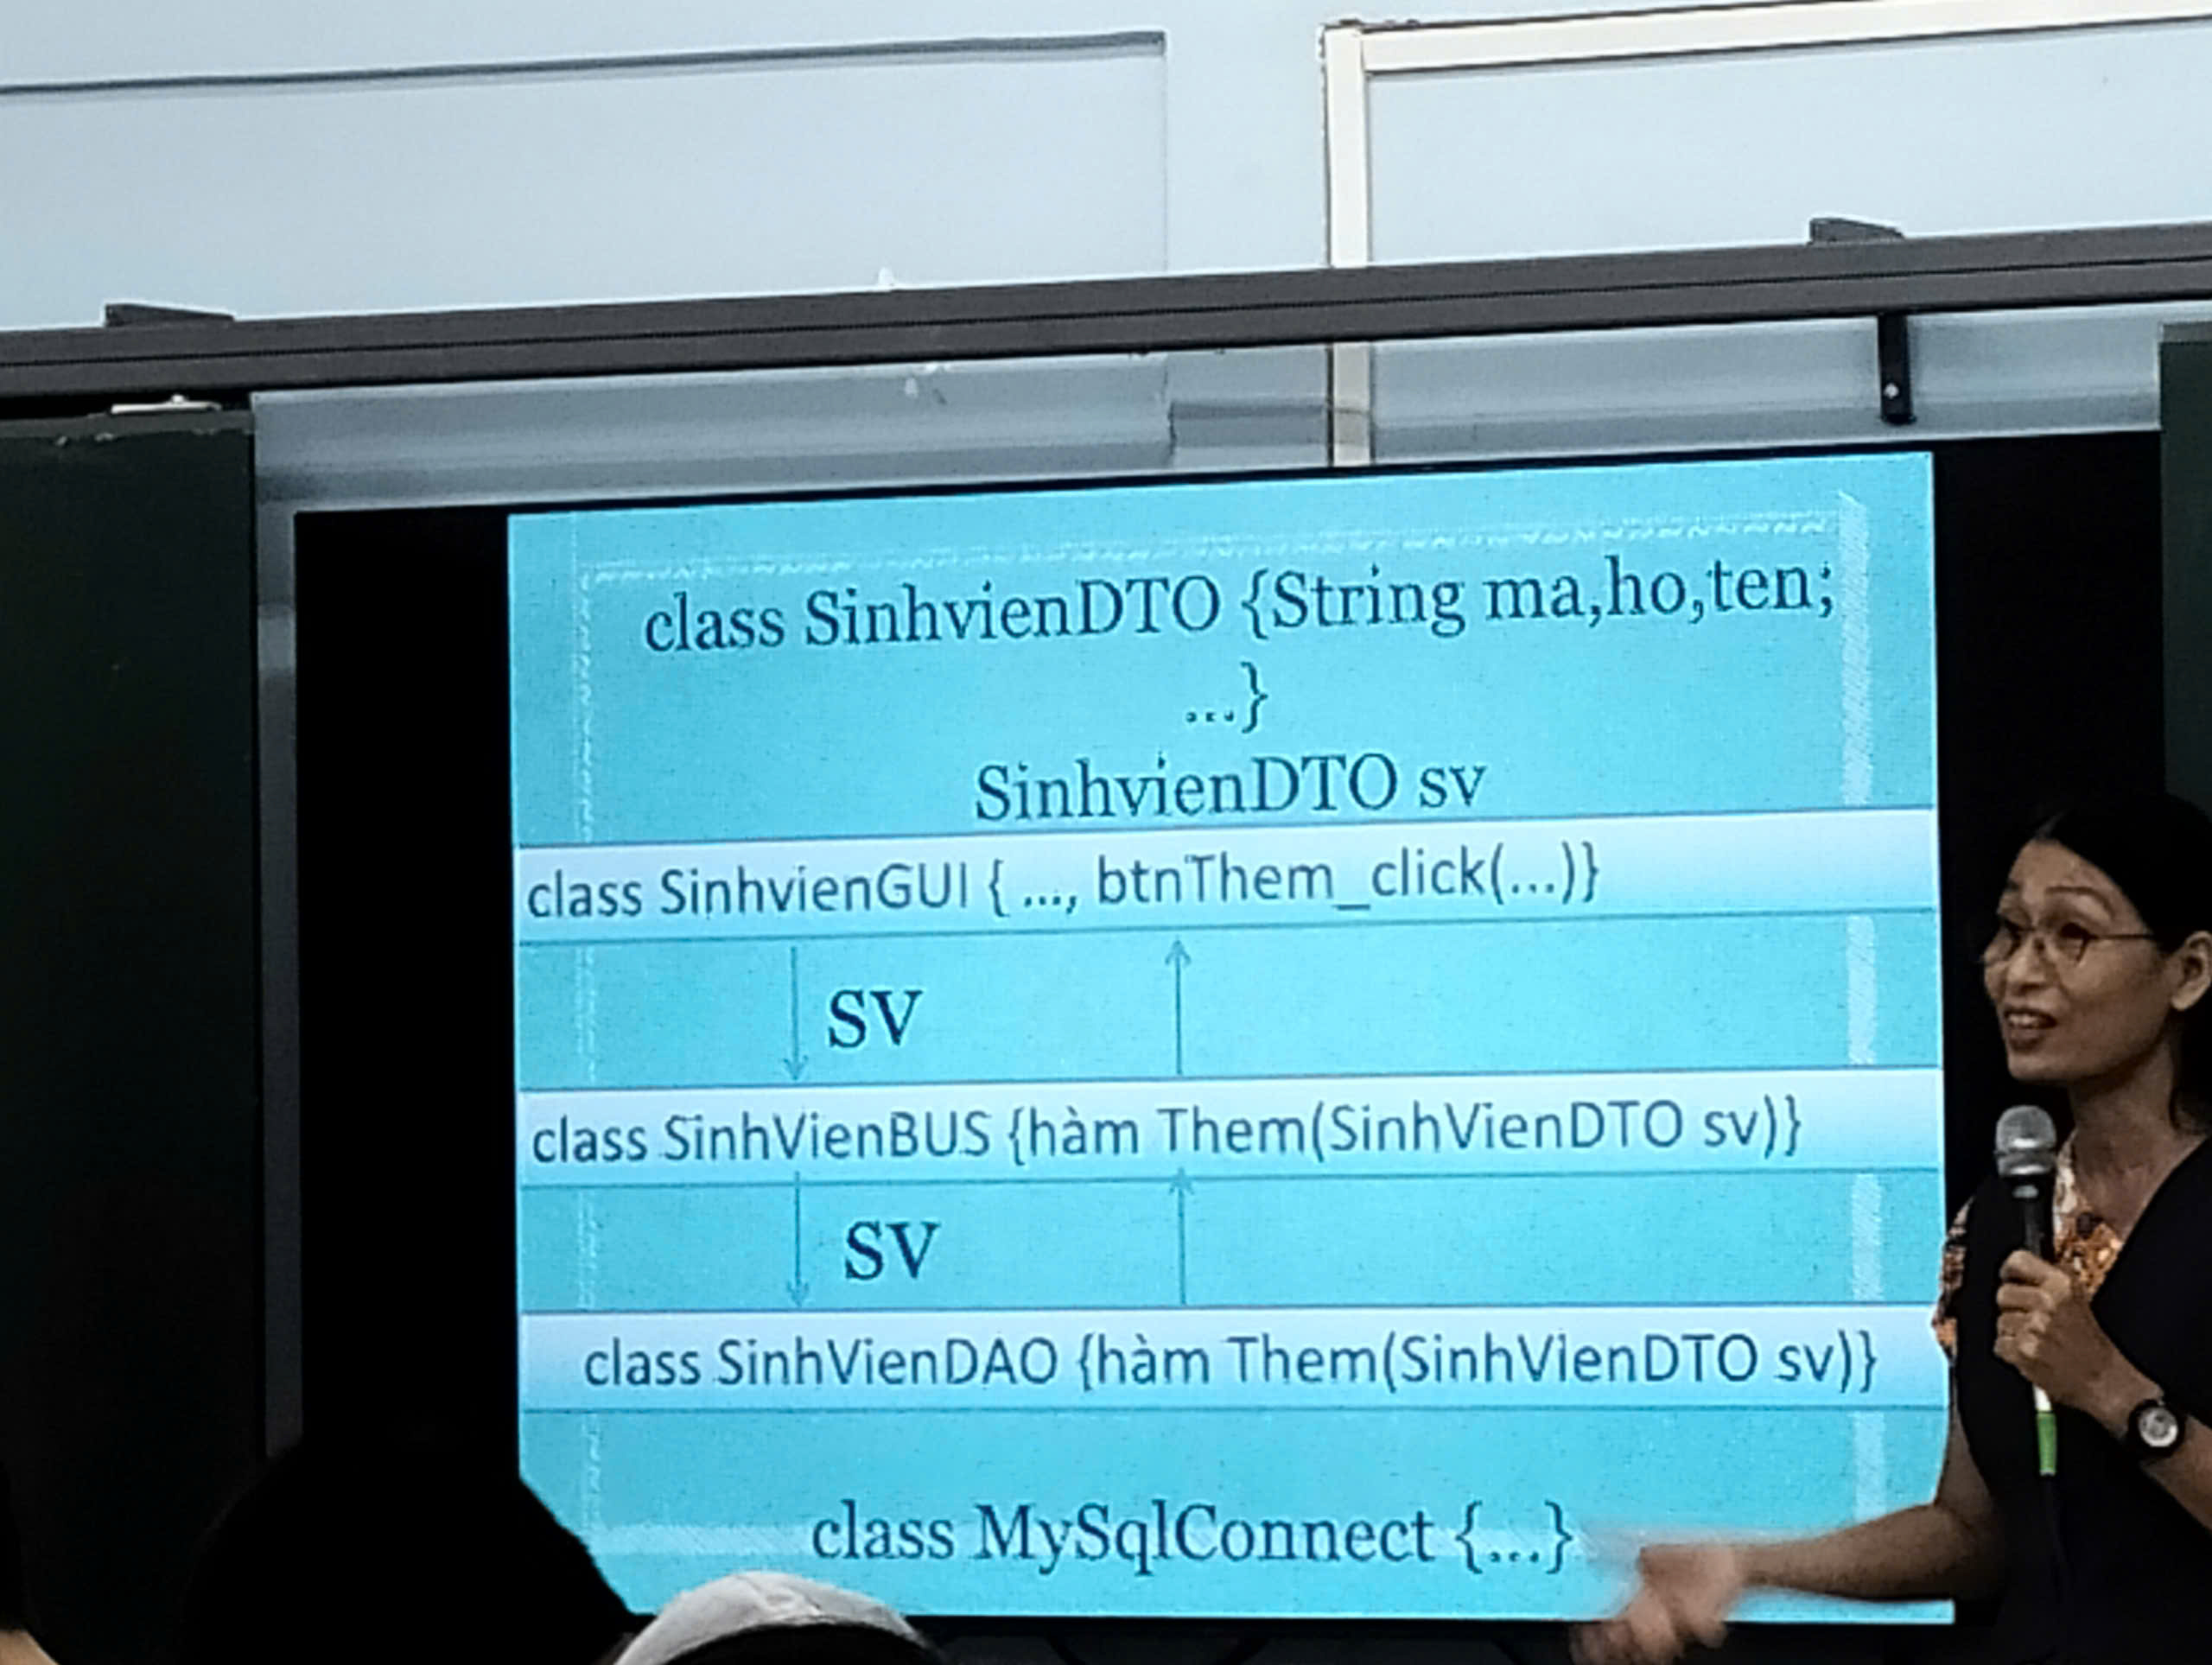 class SinhvienDTO {String ma,ho,ten;
...}
SinhvienDTO sv
class SinhvienGUI { ..., btnThem_click(...)}
SV
class SinhVienBUS {hàm Them(SinhVienDTO sv)}
SV
class SinhVienDAO {hàm Them(SinhVienDTO sv)}
class MySqlConnect {...}